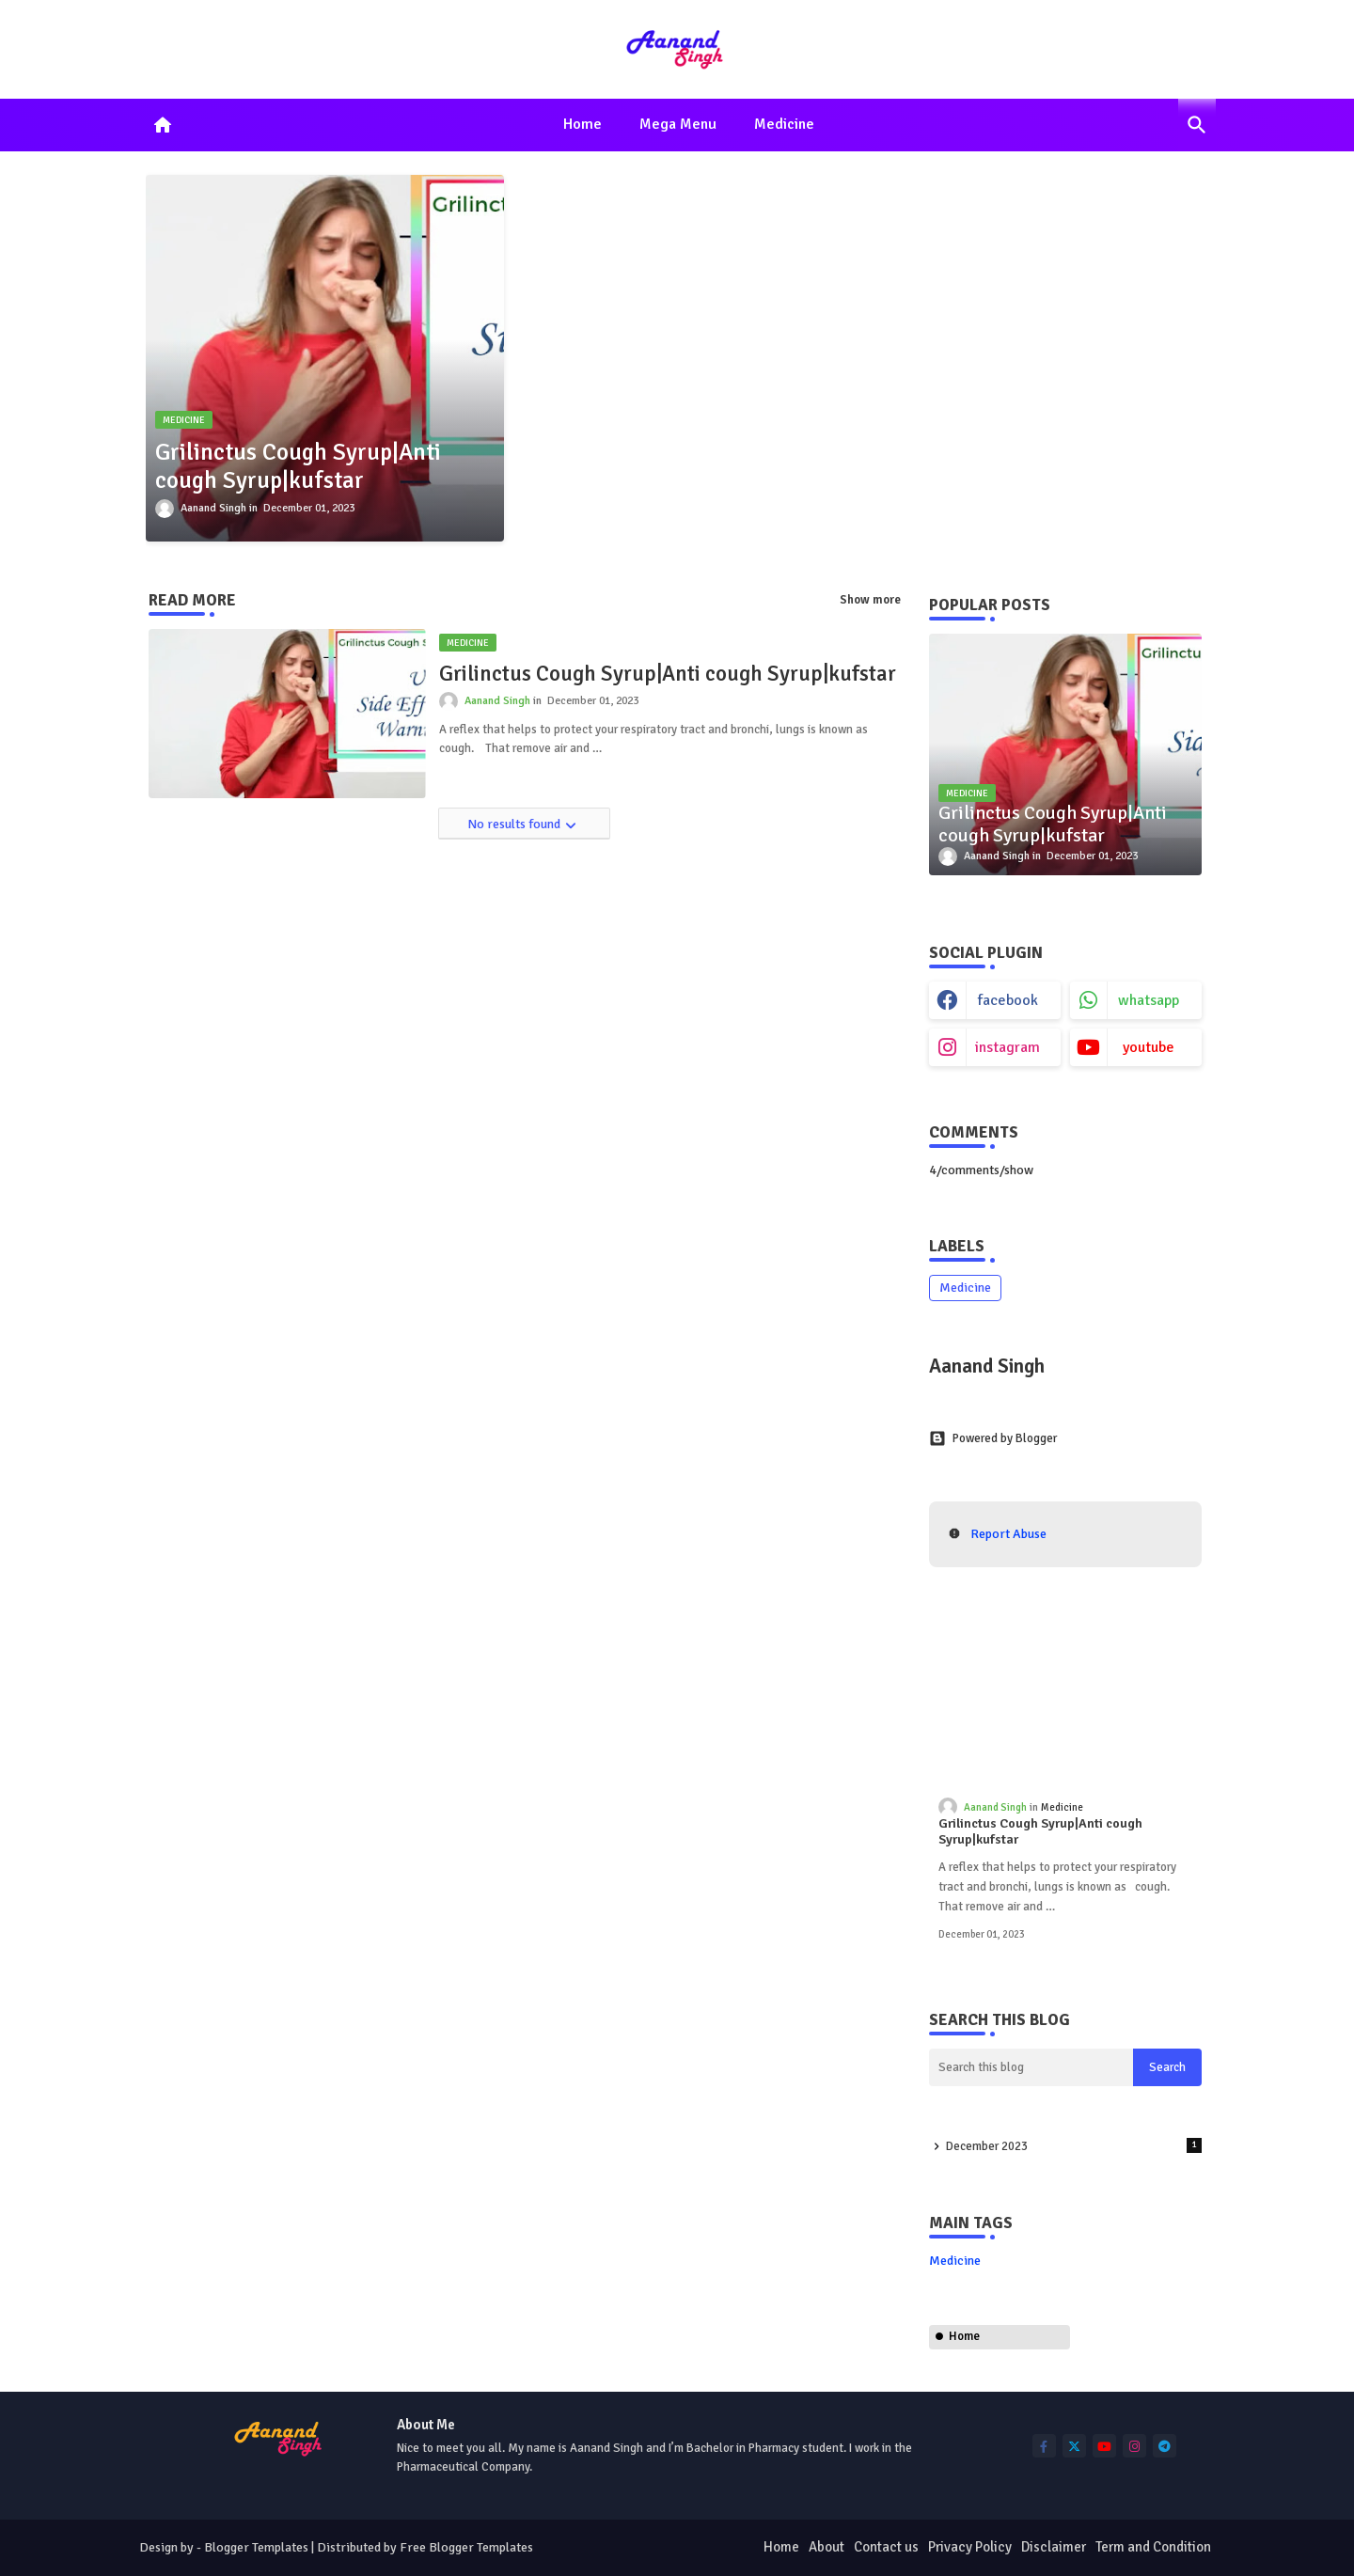 Aanand
Singh
Home Mega Menu Medicine
Grilinct
Si
MEDICINE
Grilinctus Cough Syrup|Anti
cough Syrup|kufstar
Aanand Singh in December 01, 2023
READ MORE
Show more
Grilinctus Cough S
U
Side Eff
Warn
MEDICINE
Grilinctus Cough Syrup|Anti cough Syrup|kufstar
Aanand Singh in December 01, 2023
A reflex that helps to protect your respiratory tract and bronchi, lungs is known as
cough. That remove air and …
No results found
POPULAR POSTS
Grilinctu
Sid
MEDICINE
Grilinctus Cough Syrup|Anti
cough Syrup|kufstar
Aanand Singh in December 01, 2023
SOCIAL PLUGIN
facebook
whatsapp
instagram
youtube
COMMENTS
4/comments/show
LABELS
Medicine
Aanand Singh
Powered by Blogger
Report Abuse
Aanand Singh in Medicine
Grilinctus Cough Syrup|Anti cough
Syrup|kufstar
A reflex that helps to protect your respiratory
tract and bronchi, lungs is known as cough.
That remove air and …
December 01, 2023
SEARCH THIS BLOG
Search this blog
Search
December 2023
1
MAIN TAGS
Medicine
Home
Aanand
Singh
About Me
Nice to meet you all. My name is Aanand Singh and I'm Bachelor in Pharmacy student. I work in the
Pharmaceutical Company.
Design by - Blogger Templates | Distributed by Free Blogger Templates
Home About Contact us Privacy Policy Disclaimer Term and Condition